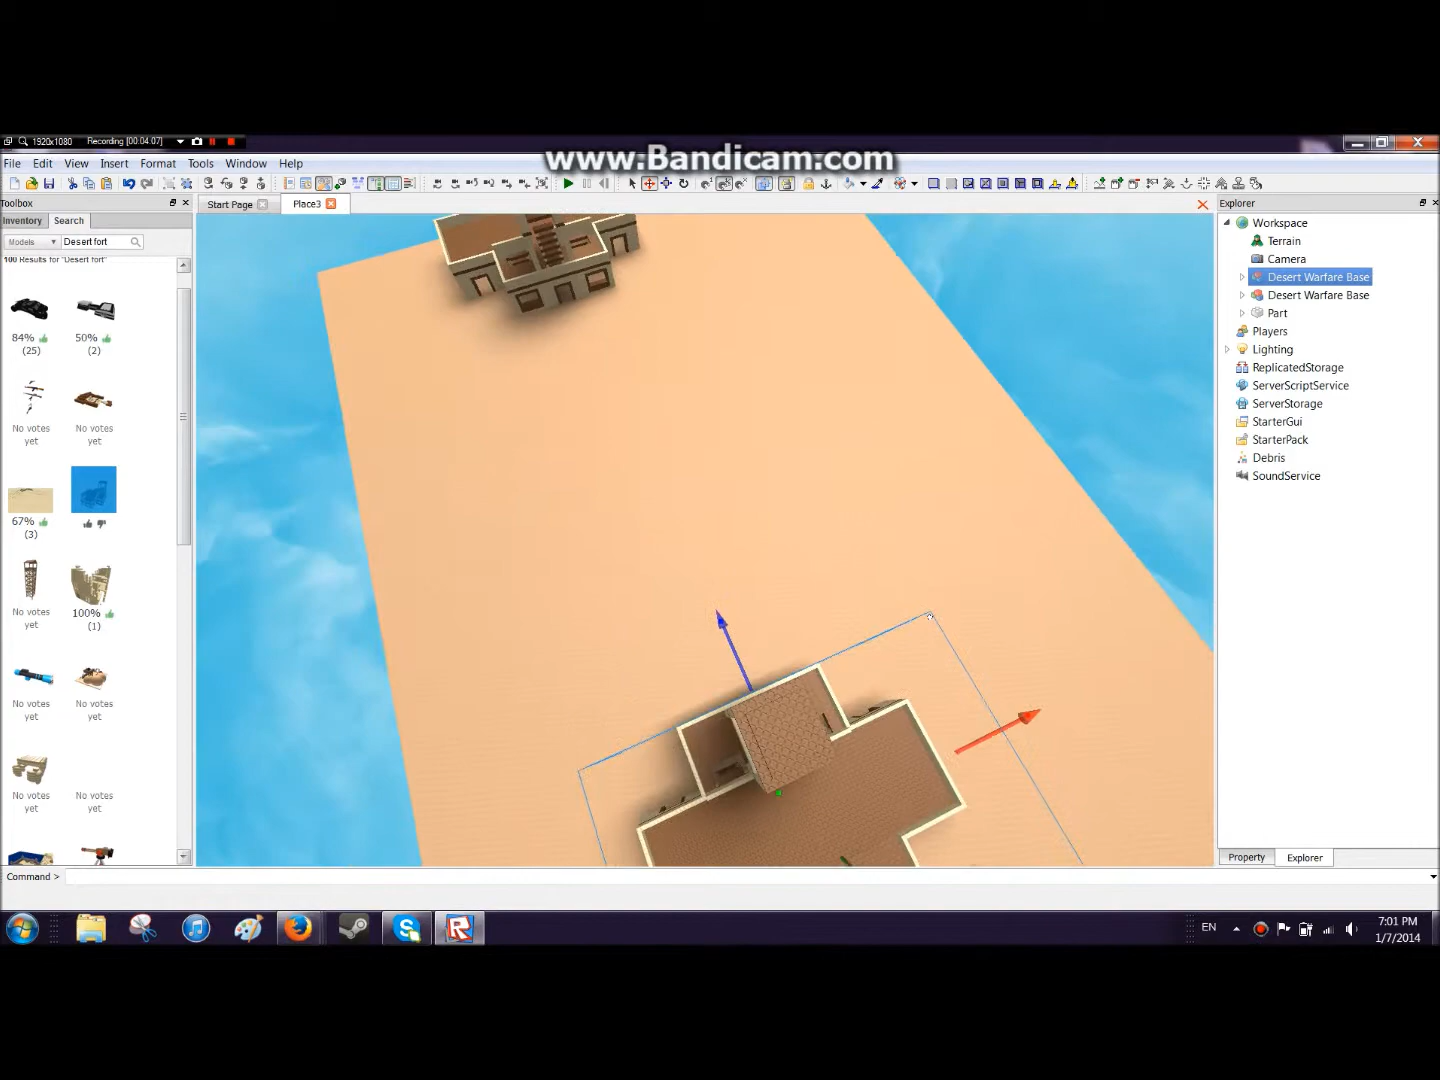 1920x1080 Recording [00:04:07]
www.Bandicam.com
File Edit View Insert Format Tools Window Help
Toolbox
Start Page Place3
Explorer
Inventory Search
Models Desert fort
100 Results for "Desert fort"
84% 50%
(25) (2)
No votes yet No votes yet
67%
(3)
No votes yet 100%
(1)
No votes yet No votes yet
No votes yet No votes yet
Workspace
Terrain
Camera
Desert Warfare Base
Desert Warfare Base
Part
Players
Lighting
ReplicatedStorage
ServerScriptService
ServerStorage
StarterGui
StarterPack
Debris
SoundService
Property Explorer
Command >
EN
7:01 PM
1/7/2014